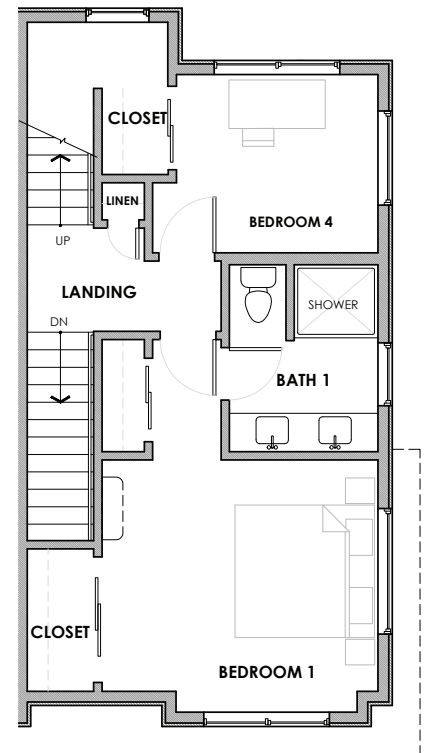 CLOSET
LINEN
BEDROOM 4
UP
LANDING
SHOWER
DN
BATH 1
CLOSET
BEDROOM 1